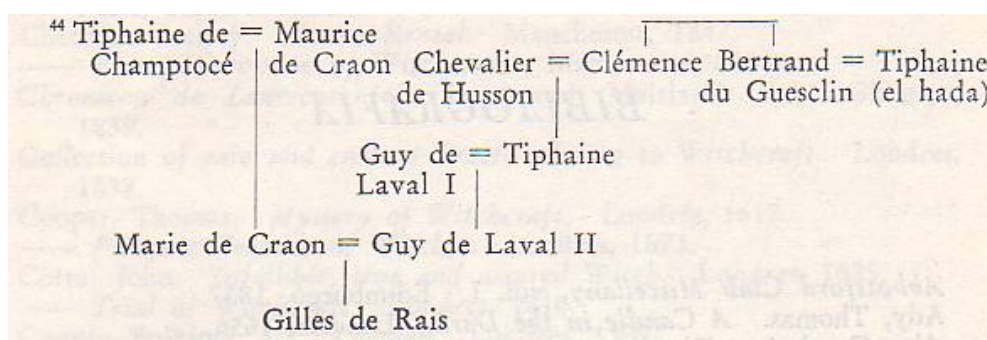 44 Tiphaine de = Maurice
Champtocé de Craon Chevalier = Clémence Bertrand = Tiphaine
de Husson du Guesclin (el hada)
Guy de = Tiphaine
Laval I
Marie de Craon = Guy de Laval II
Gilles de Rais